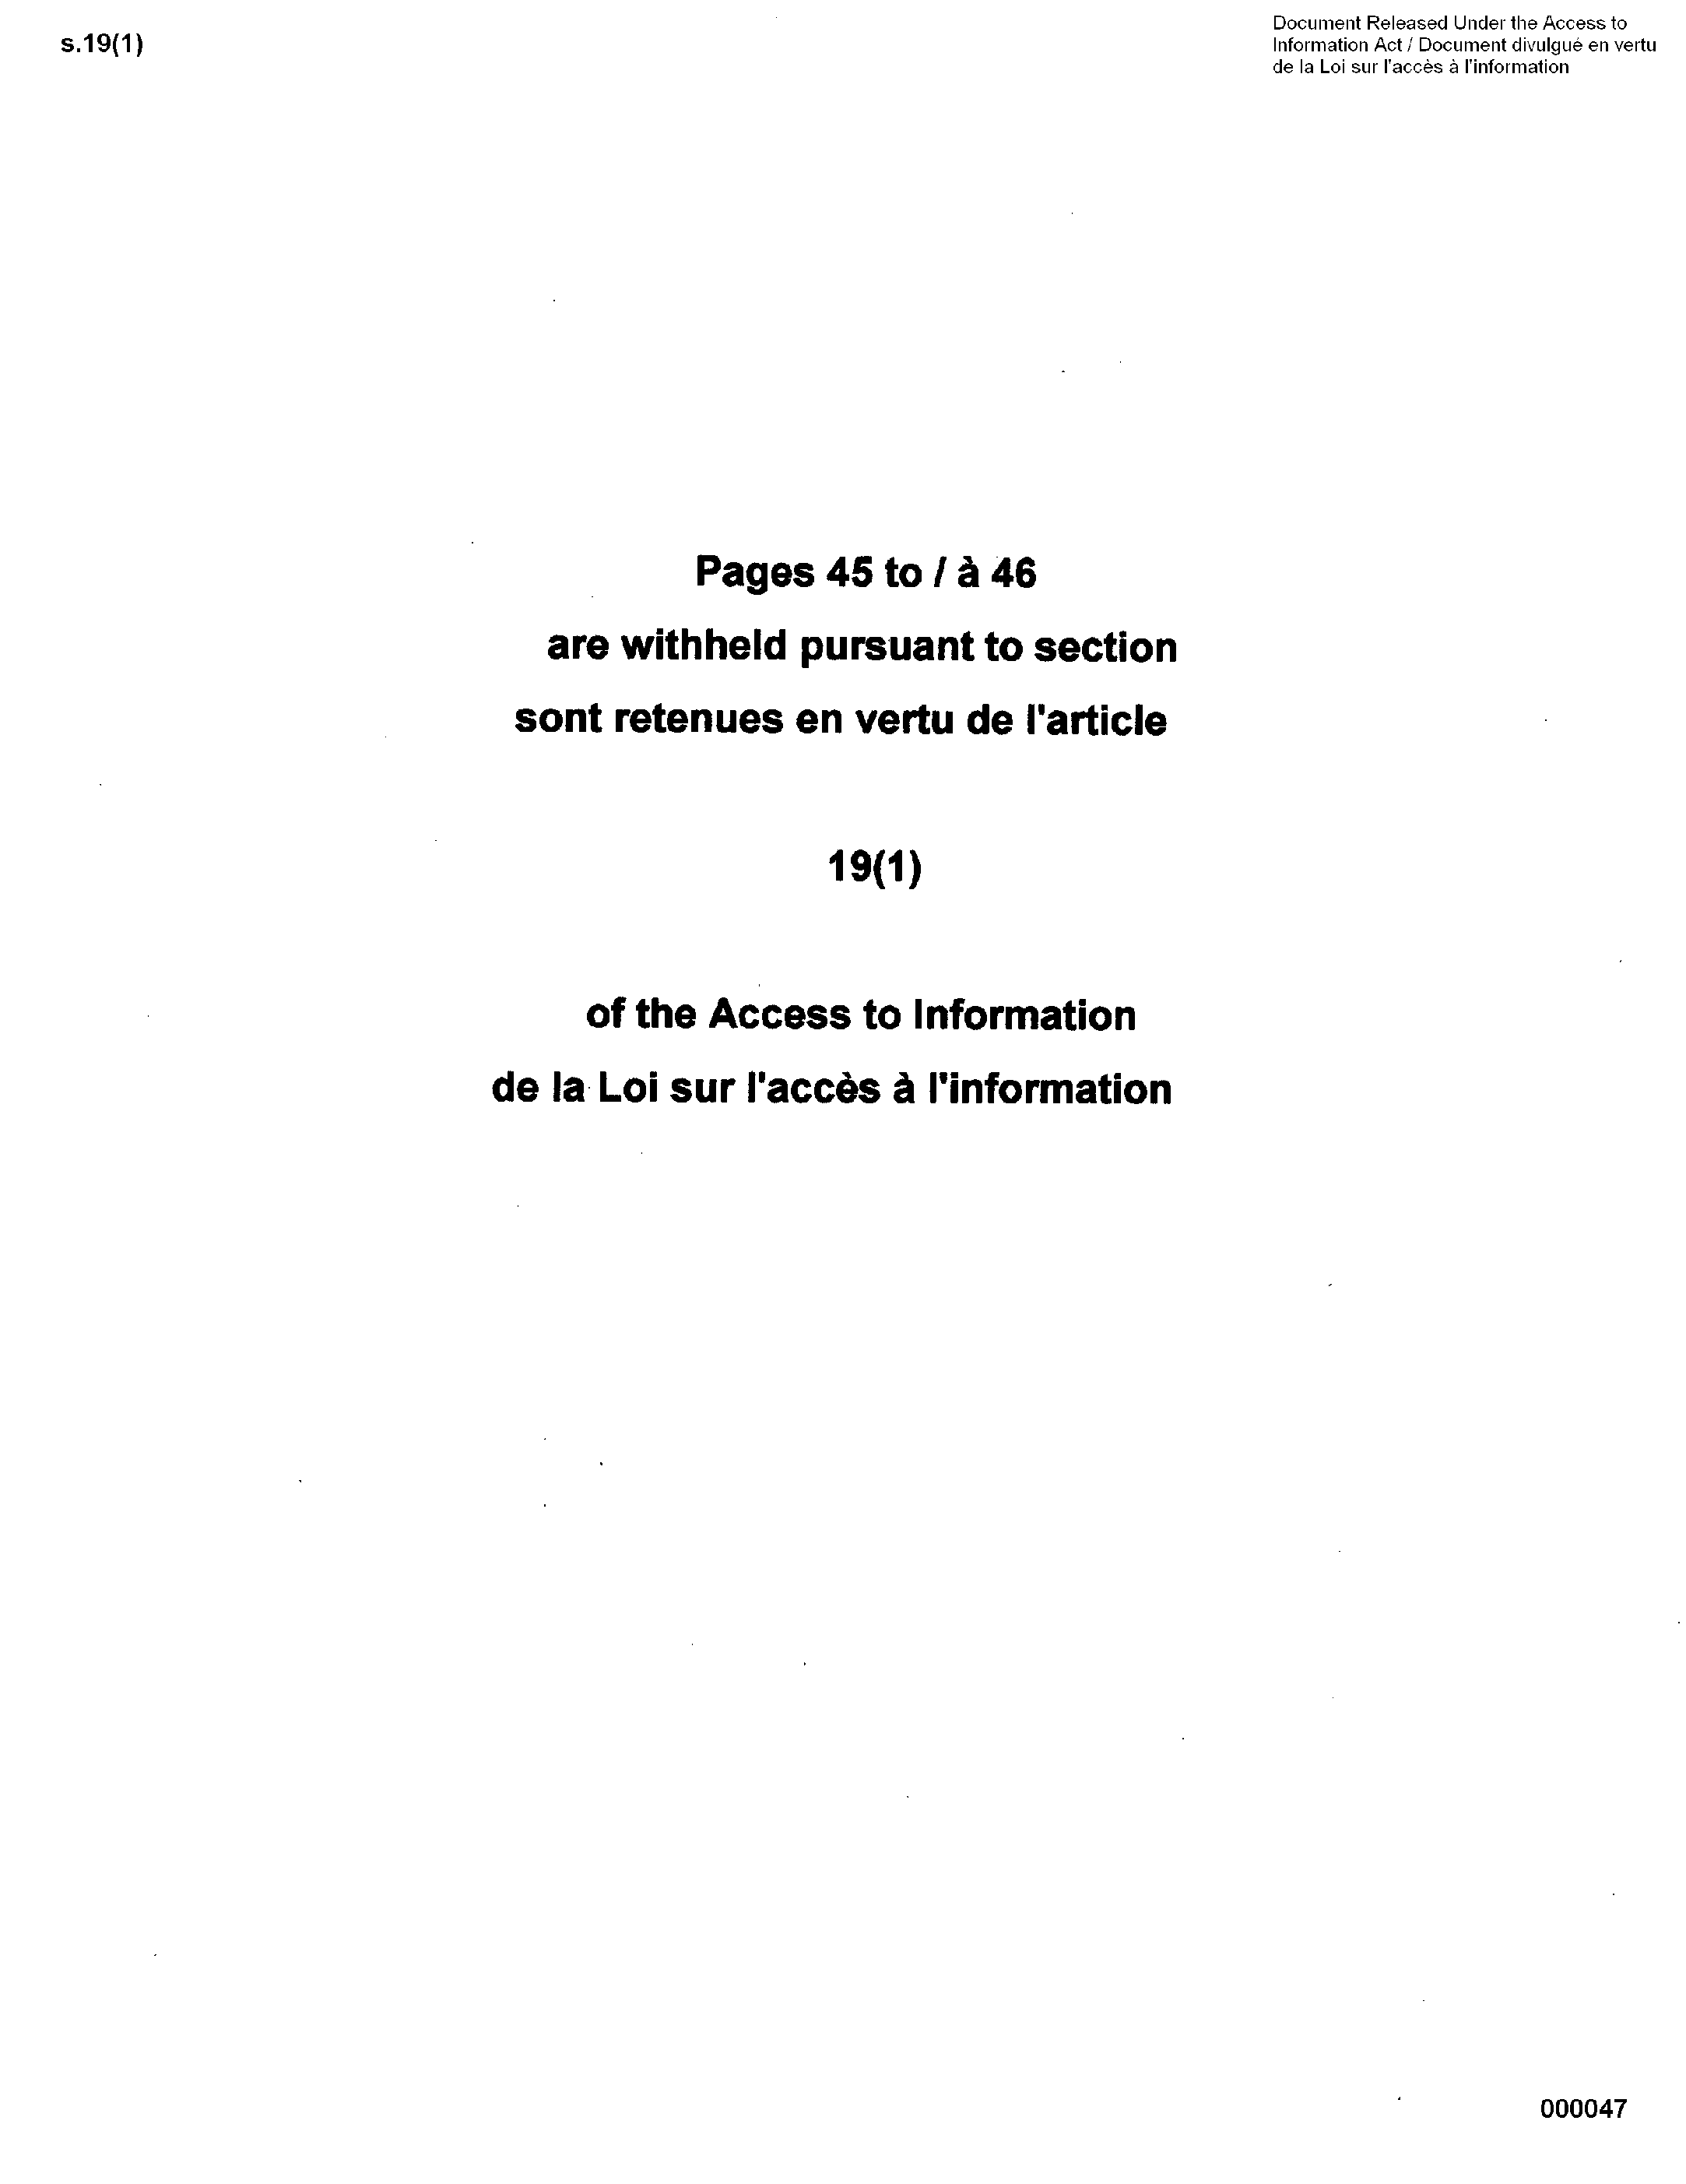 s.19(1)
Document Released Under the Access to
Information Act / Document divulgué en vertu
de la Loi sur l'accès à l'information
Pages 45 to / à 46
are withheld pursuant to section
sont retenues en vertu de l'article
19(1)
of the Access to Information
de la Loi sur l'accès à l'information
000047